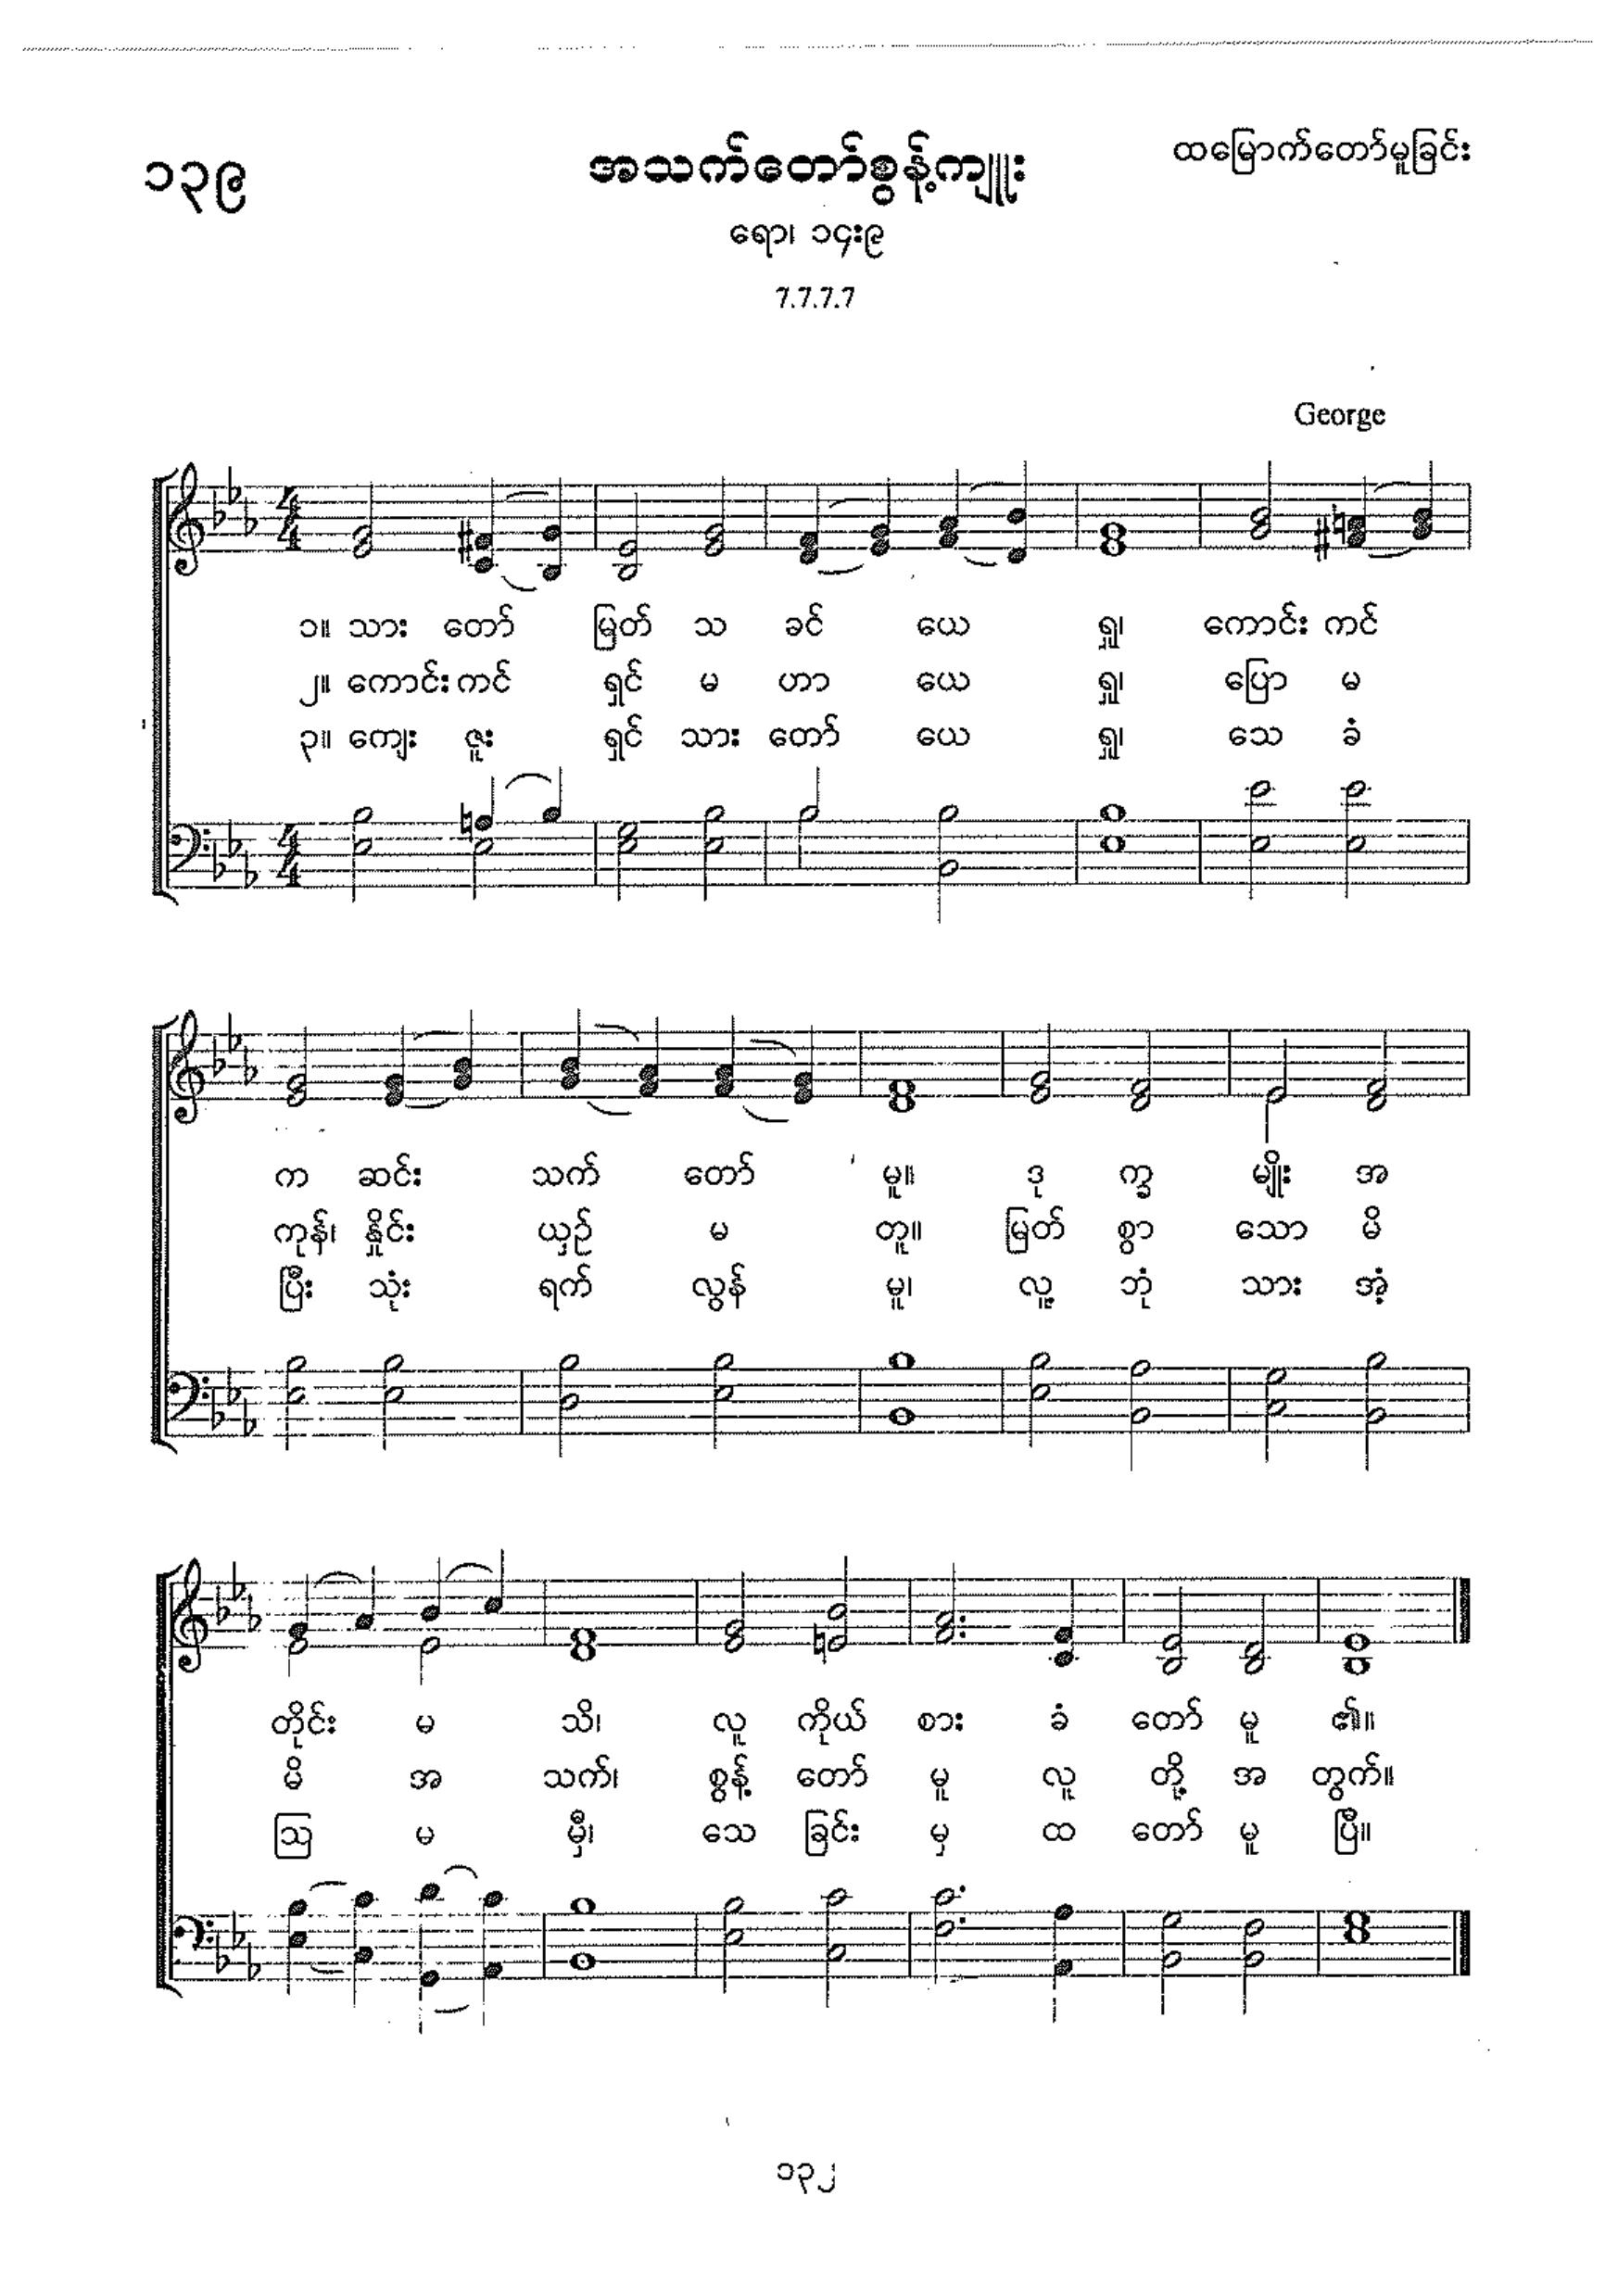 ၁၃၉
အသက်တော်စွန့်ကျူး
ထမြောက်တော်မူခြင်း
ရော၊ ၁၄း၉
7.7.7.7
George
၁။ သား တော် မြတ် သ ခင် ယေ ရှူ၊ ကောင်း ကင်
၂။ ကောင်း ကင် ရှင် မ ဟာ ယေ ရှူ၊ ပြော မ
၃။ ကျေး ဇူး ရှင် သား တော် ယေ ရှူ၊ သေ ခံ
က ဆင်း သက် တော် မူ။ ဒု က္ခ မျိုး အ
ကုန်၊ နှိုင်း ယှဉ် မ တူ။ မြတ် စွာ သော မိ
ပြီး သုံး ရက် လွန် မူ၊ လူ့ ဘုံ သား အံ့
တိုင်း မ သိ၊ လူ ကိုယ် စား ခံ တော် မူ ၏။
မိ အ သက်၊ စွန့် တော် မူ လူ တို့ အ တွက်။
ဩ မ မှီ၊ သေ ခြင်း မှ ထ တော် မူ ပြီ။
၁၃၂